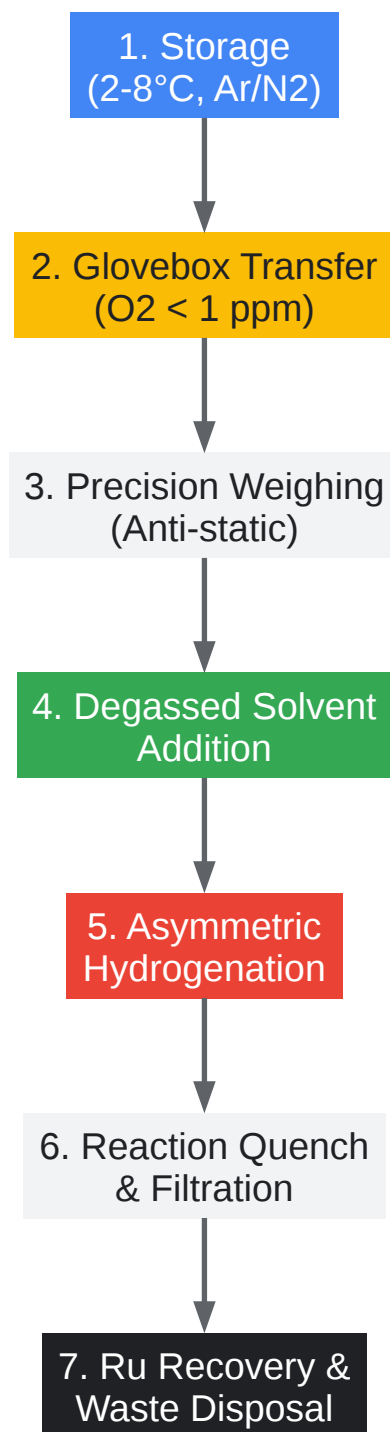 1. Storage
(2-8°C, Ar/N2)
2. Glovebox Transfer
(O2 < 1 ppm)
3. Precision Weighing
(Anti-static)
4. Degassed Solvent
Addition
5. Asymmetric
Hydrogenation
6. Reaction Quench
& Filtration
7. Ru Recovery &
Waste Disposal